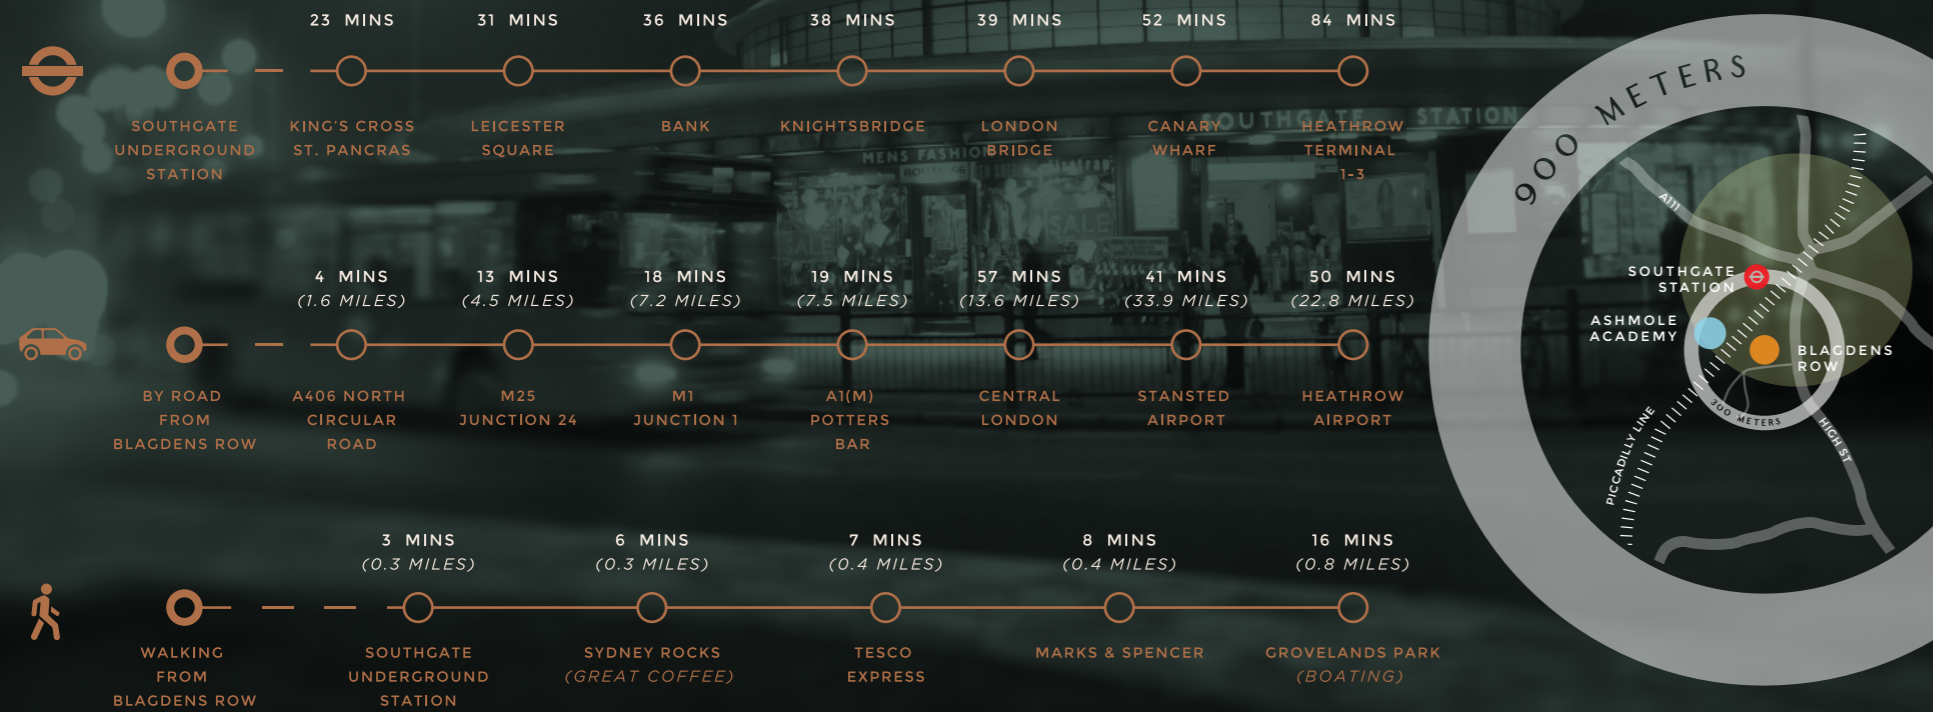 23 MINS
31 MINS
36 MINS
38 MINS
39 MINS
52 MINS
84 MINS
SOUTHGATE
UNDERGROUND
STATION
KING'S CROSS
ST. PANCRAS
LEICESTER
SQUARE
BANK
KNIGHTSBRIDGE
LONDON
BRIDGE
CANARY
WHARF
HEATHROW
TERMINAL
1-3
SOUTHGATE STATION
MENS FASHION
SALE
SALE
4 MINS
(1.6 MILES)
13 MINS
(4.5 MILES)
18 MINS
(7.2 MILES)
19 MINS
(7.5 MILES)
57 MINS
(13.6 MILES)
41 MINS
(33.9 MILES)
50 MINS
(22.8 MILES)
BY ROAD
FROM
BLAGDENS ROW
A406 NORTH
CIRCULAR
ROAD
M25
JUNCTION 24
M1
JUNCTION 1
A1(M)
POTTERS
BAR
CENTRAL
LONDON
STANSTED
AIRPORT
HEATHROW
AIRPORT
3 MINS
(0.3 MILES)
6 MINS
(0.3 MILES)
7 MINS
(0.4 MILES)
8 MINS
(0.4 MILES)
16 MINS
(0.8 MILES)
WALKING
FROM
BLAGDENS ROW
SOUTHGATE
UNDERGROUND
STATION
SYDNEY ROCKS
(GREAT COFFEE)
TESCO
EXPRESS
MARKS & SPENCER
GROVELANDS PARK
(BOATING)
900 METERS
A111
SOUTHGATE
STATION
ASHMOLE
ACADEMY
BLAGDENS
ROW
300 METERS
PICCADILLY LINE
HIGH ST